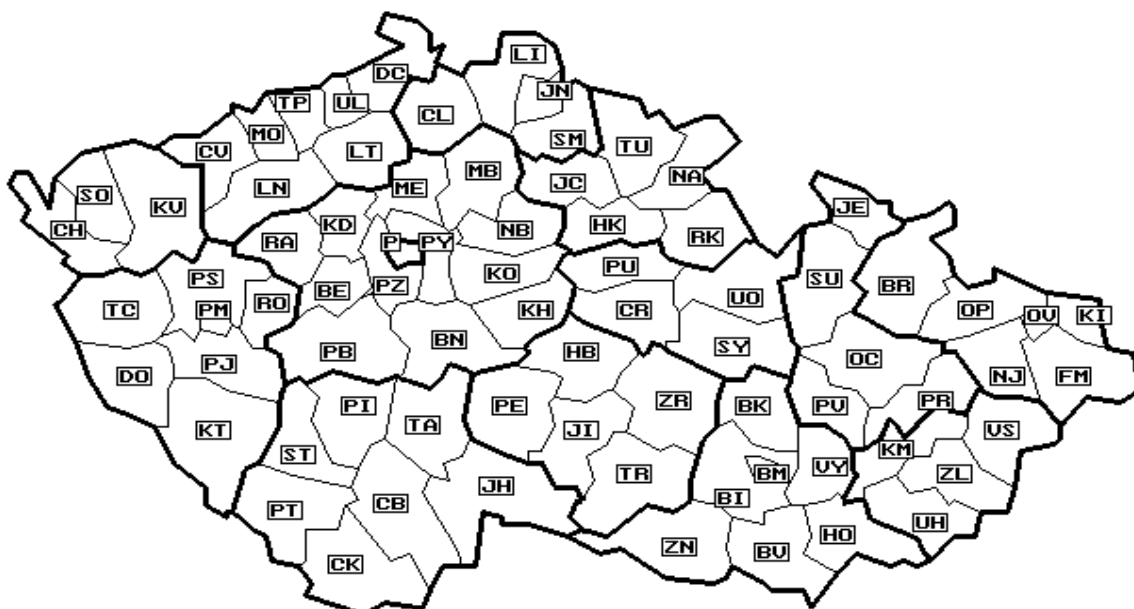 LI
DC
JN
TP UL
CL
MO
SM
CV LT TU
MB
NA
LN ME JC
SO
KV JE
CH KD HK
RA P PY NB RK
PS KO PU SU
BE PZ BR
TC PM RO KH CR UO OP OV KI
PB BN HB SY OC
DO PJ NJ FM
PI PE ZR BK PV PR
KT TA JI VS
ST KM
TR BM VY ZL
PT CB JH BI
UH
ZN BV HO
CK